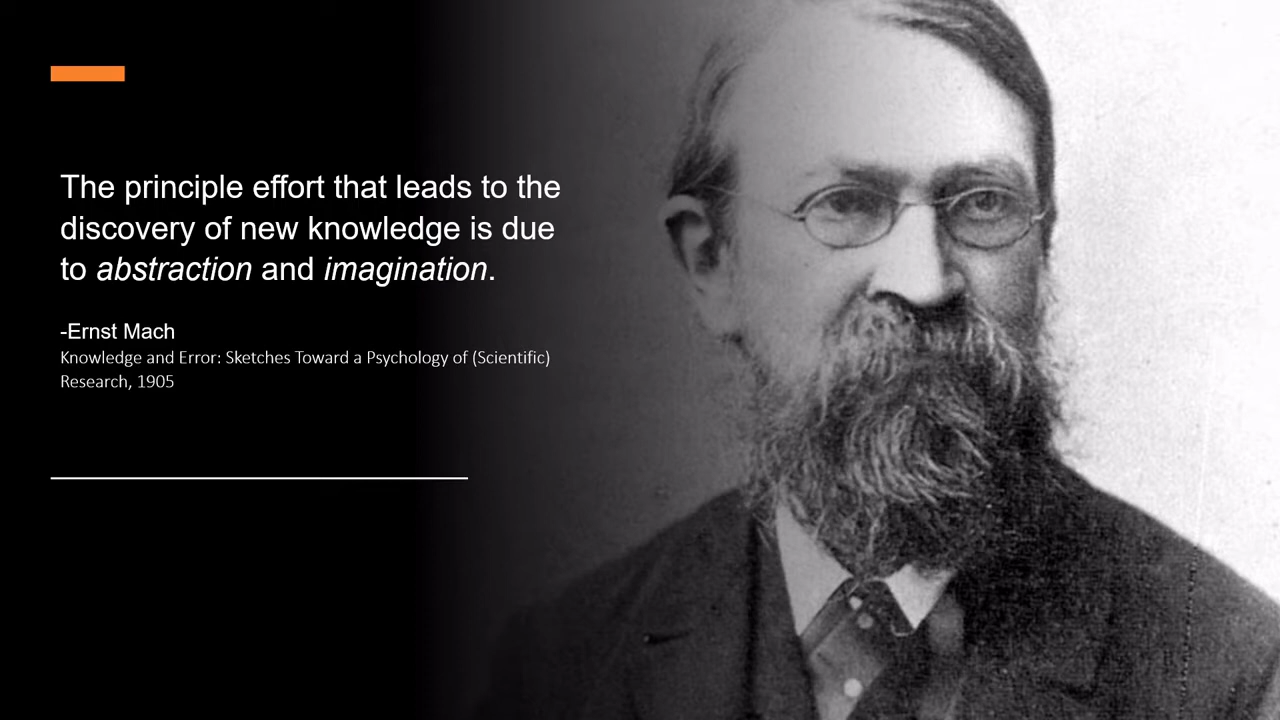 The principle effort that leads to the
discovery of new knowledge is due
to abstraction and imagination.
-Ernst Mach
Knowledge and Error: Sketches Toward a Psychology of (Scientific)
Research, 1905